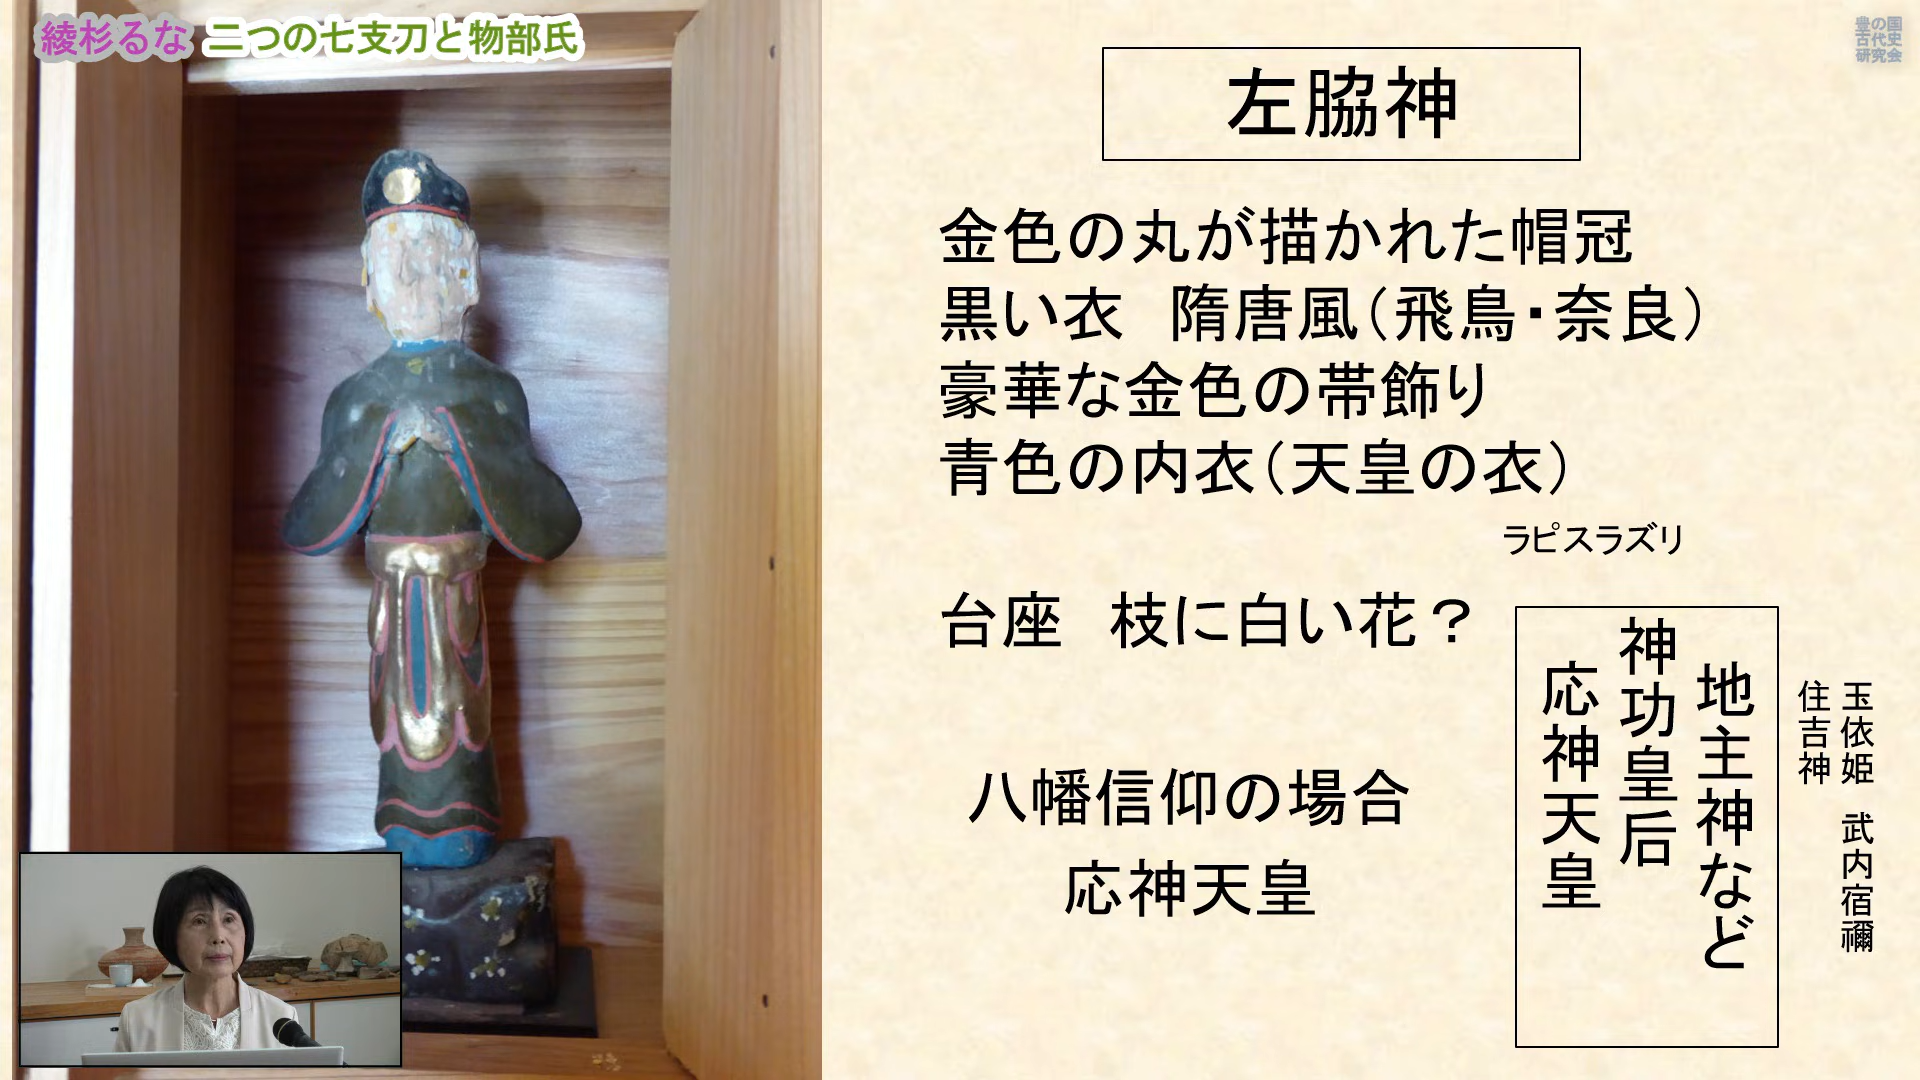 綾杉るな 二つの七支刀と物部氏
豊の国
古代史
研究会
左脇神
金色の丸が描かれた帽冠
黒い衣　隋唐風（飛鳥・奈良）
豪華な金色の帯飾り
青色の内衣（天皇の衣）
ラピスラズリ
台座　枝に白い花？
八幡信仰の場合
応神天皇
地主神など
神功皇后
応神天皇
玉依姫 武内宿禰
住吉神